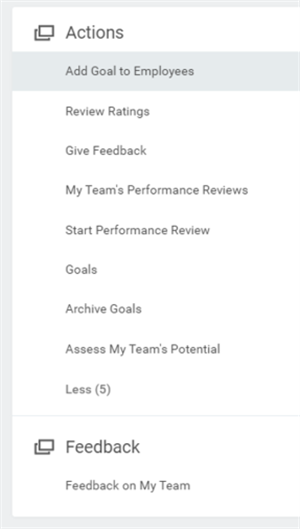 Actions
Add Goal to Employees
Review Ratings
Give Feedback
My Team's Performance Reviews
Start Performance Review
Goals
Archive Goals
Assess My Team's Potential
Less (5)
Feedback
Feedback on My Team